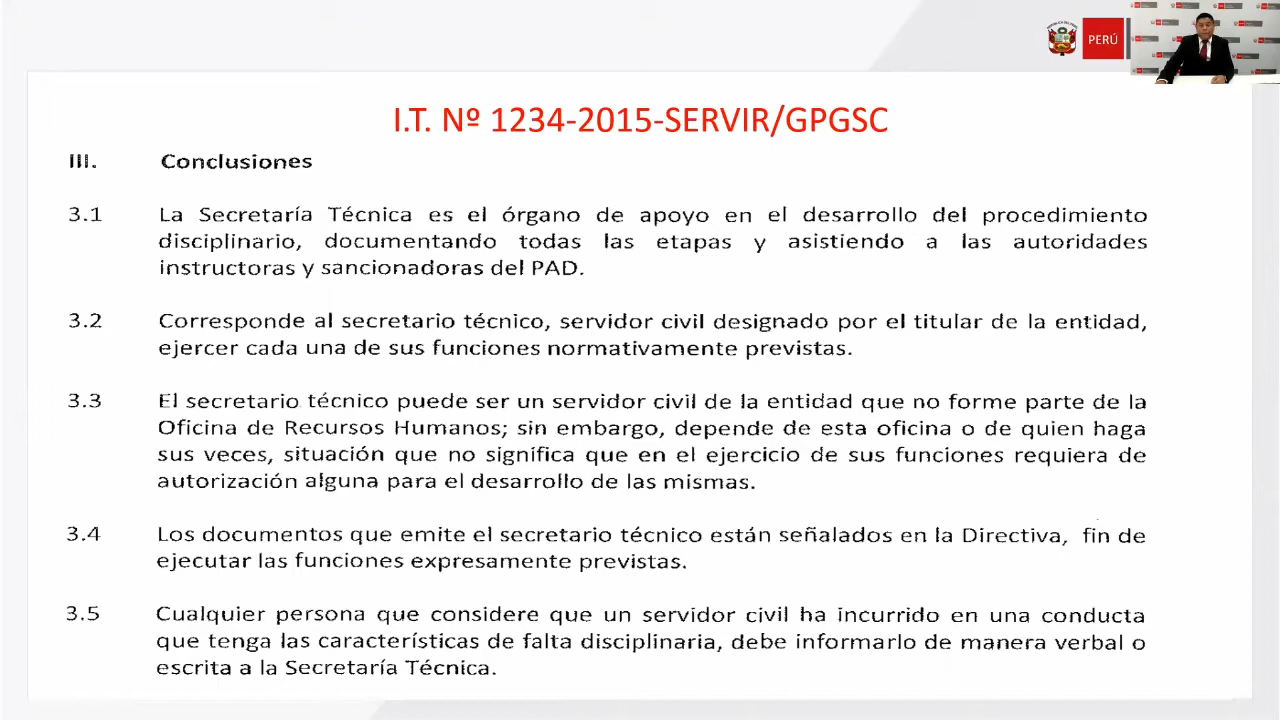 PERÚ
I.T. Nº 1234-2015-SERVIR/GPGSC
III. Conclusiones
3.1 La Secretaría Técnica es el órgano de apoyo en el desarrollo del procedimiento
disciplinario, documentando todas las etapas y asistiendo a las autoridades
instructoras y sancionadoras del PAD.
3.2 Corresponde al secretario técnico, servidor civil designado por el titular de la entidad,
ejercer cada una de sus funciones normativamente previstas.
3.3 El secretario técnico puede ser un servidor civil de la entidad que no forme parte de la
Oficina de Recursos Humanos; sin embargo, depende de esta oficina o de quien haga
sus veces, situación que no significa que en el ejercicio de sus funciones requiera de
autorización alguna para el desarrollo de las mismas.
3.4 Los documentos que emite el secretario técnico están señalados en la Directiva, fin de
ejecutar las funciones expresamente previstas.
3.5 Cualquier persona que considere que un servidor civil ha incurrido en una conducta
que tenga las características de falta disciplinaria, debe informarlo de manera verbal o
escrita a la Secretaría Técnica.